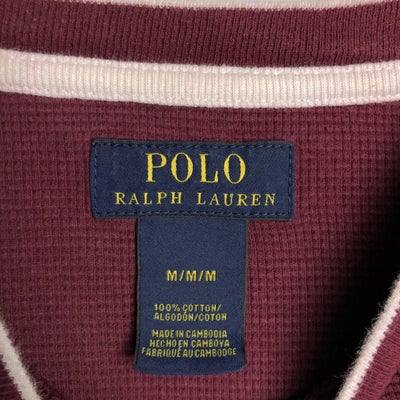 POLO
RALPH LAUREN
M/M/M
100% COTTON/
ALGODÓN/COTON
MADE IN CAMBODIA
HECHO EN CAMBOYA
FABRIQUÉ AU CAMBODGE